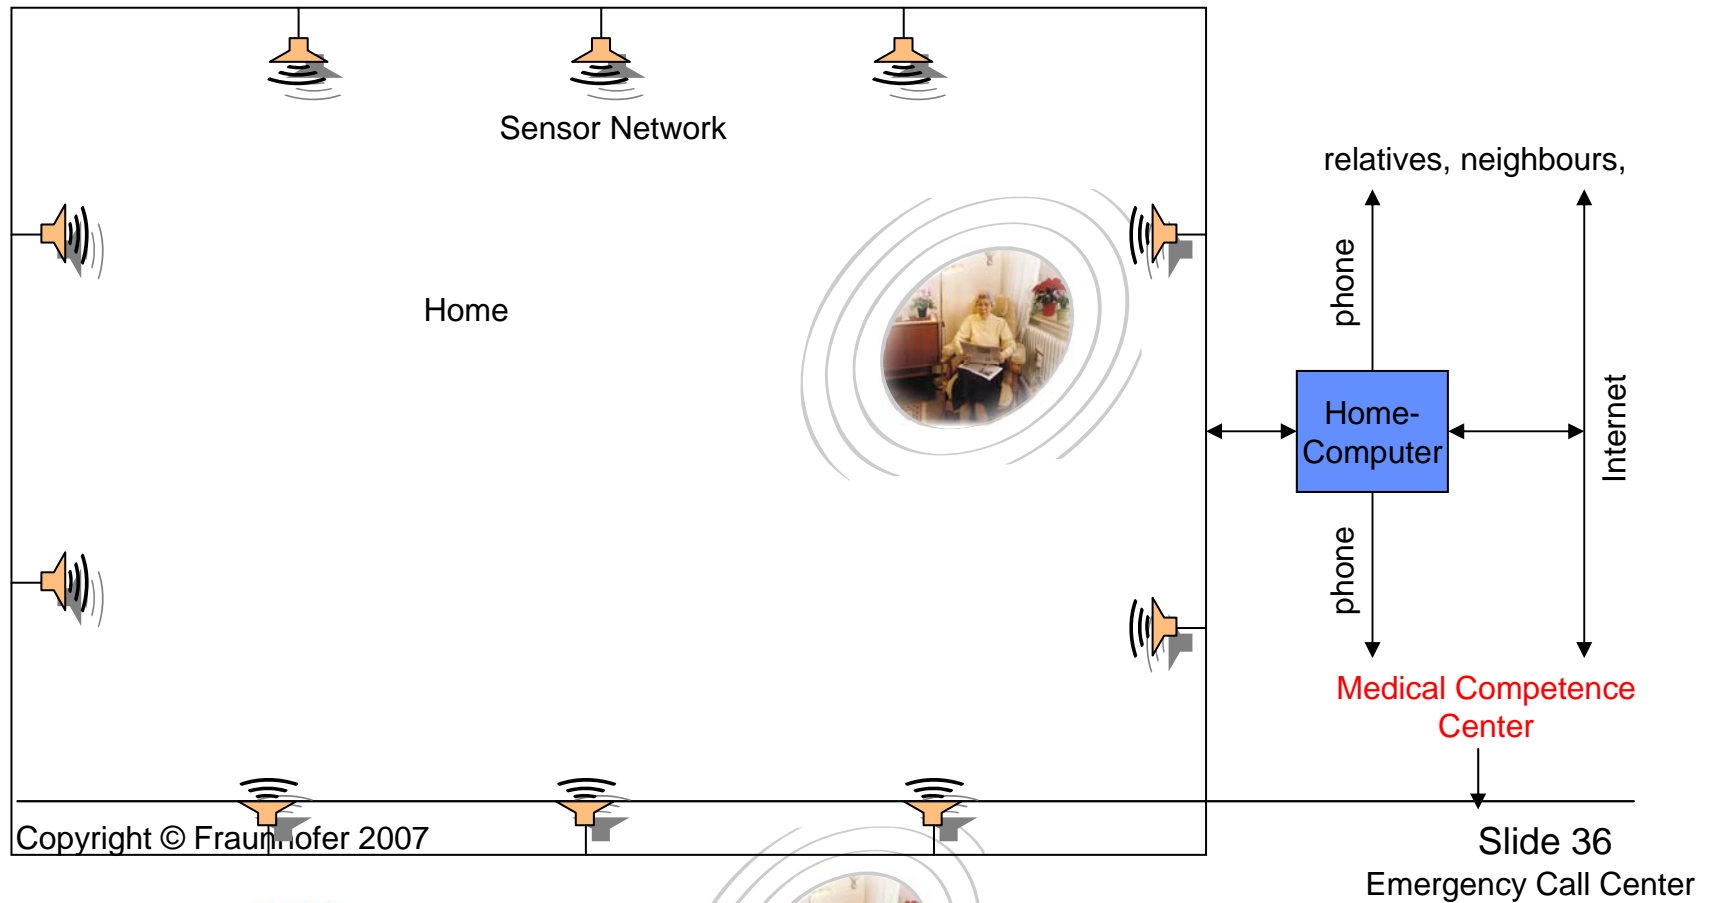 Sensor Network
relatives, neighbours,
Home
phone
Home-
Computer
Internet
phone
Medical Competence
Center
Copyright © Fraunhofer 2007
Slide 36
Emergency Call Center